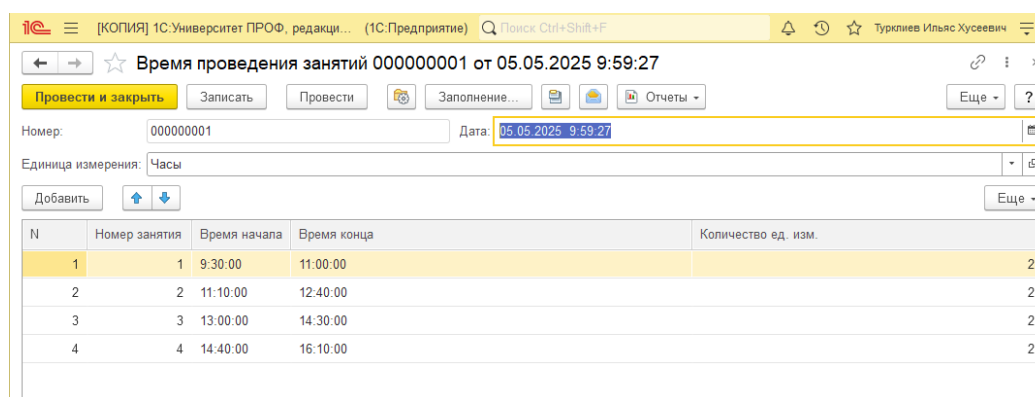 1С [КОПИЯ] 1С:Университет ПРОФ, редакци... (1С:Предприятие) Поиск Ctrl+Shift+F Турклиев Ильяс Хусеевич
Время проведения занятий 000000001 от 05.05.2025 9:59:27
Провести и закрыть Записать Провести Заполнение... Отчеты Еще ?
Номер: 000000001 Дата: 05.05.2025 9:59:27
Единица измерения: Часы
Добавить Еще
N Номер занятия Время начала Время конца Количество ед. изм.
1 1 9:30:00 11:00:00 2
2 2 11:10:00 12:40:00 2
3 3 13:00:00 14:30:00 2
4 4 14:40:00 16:10:00 2